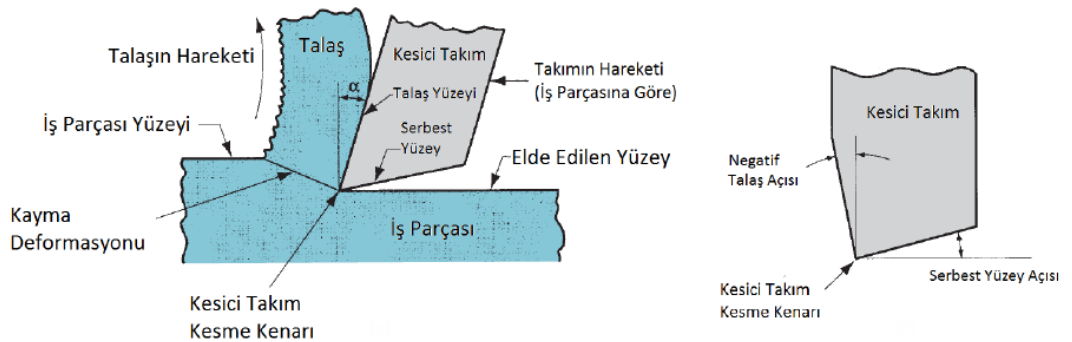 Talaşın Hareketi
Talaş
Kesici Takım
α
Talaş Yüzeyi
Takımın Hareketi
(İş Parçasına Göre)
İş Parçası Yüzeyi
Serbest
Yüzey
Elde Edilen Yüzey
Kayma
Deformasyonu
İş Parçası
Kesici Takım
Kesme Kenarı
Kesici Takım
Negatif
Talaş Açısı
Serbest Yüzey Açısı
Kesici Takım
Kesme Kenarı